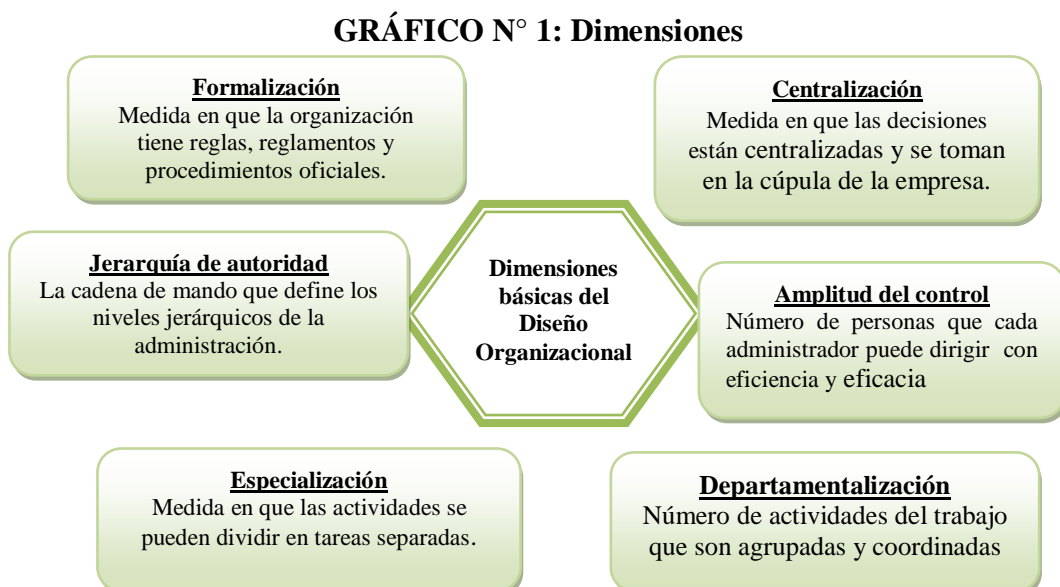 GRÁFICO N° 1: Dimensiones
Formalización
Medida en que la organización
tiene reglas, reglamentos y
procedimientos oficiales.
Centralización
Medida en que las decisiones
están centralizadas y se toman
en la cúpula de la empresa.
Jerarquía de autoridad
La cadena de mando que define los
niveles jerárquicos de la
administración.
Dimensiones
básicas del
Diseño
Organizacional
Amplitud del control
Número de personas que cada
administrador puede dirigir con
eficiencia y eficacia
Especialización
Medida en que las actividades se
pueden dividir en tareas separadas.
Departamentalización
Número de actividades del trabajo
que son agrupadas y coordinadas